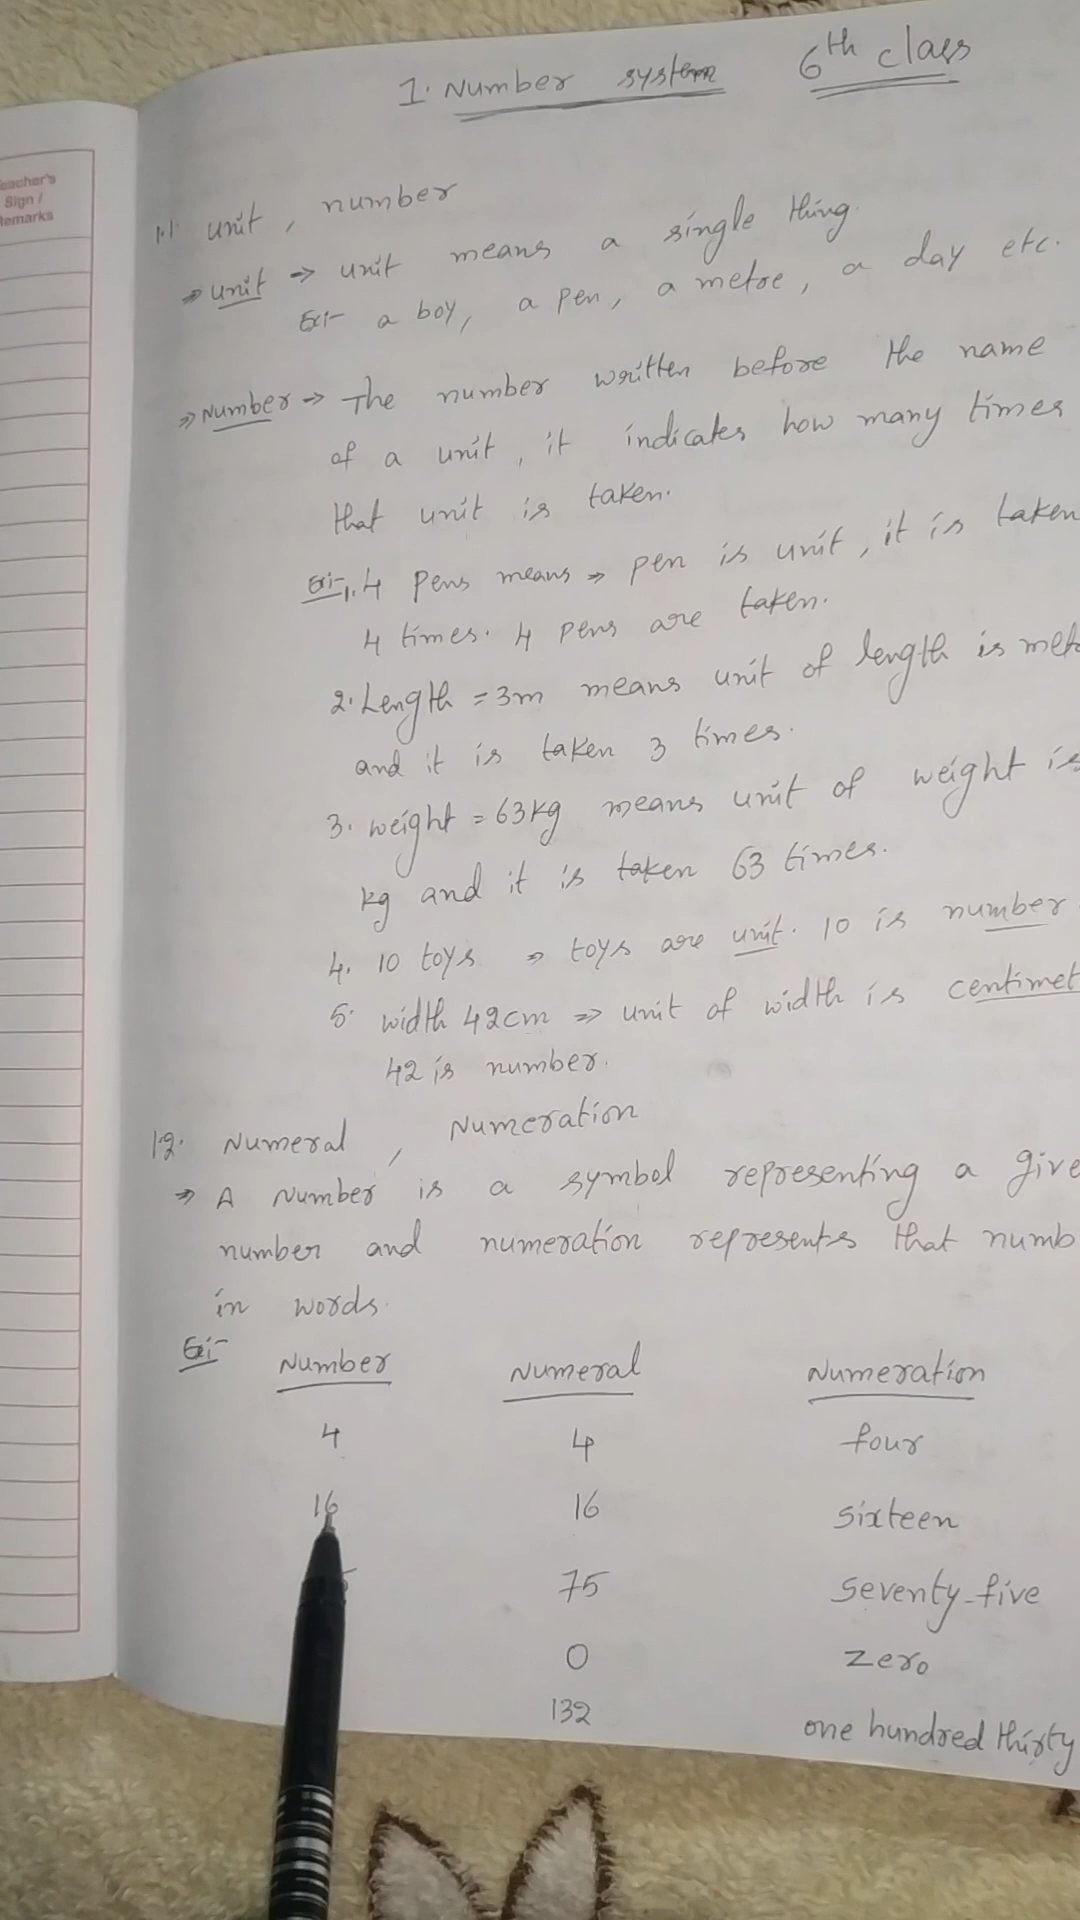 1. Number system 6th class
Teacher's
Sign /
Remarks
1.1 unit, number
⇒ unit → unit means a single thing.
Ex:- a boy, a pen, a metre, a day etc.
⇒ Number → The number written before the name
of a unit, it indicates how many times
that unit is taken.
Ex:- 1. 4 pens means ⇒ pen is unit, it is taken
4 times. 4 pens are taken.
2. Length = 3m means unit of length is met
and it is taken 3 times.
3. weight = 63kg means unit of weight is
kg and it is taken 63 times.
4. 10 toys ⇒ toys are unit. 10 is number
5. width 42cm ⇒ unit of width is centimet
42 is number.
1.2. Numeral, Numeration
⇒ A Number is a symbol representing a give
number and numeration represents that numb
in words.
Ex:-
Number Numeral Numeration
4 4 four
16 16 sixteen
75 seventy-five
0 zero
132 one hundred thirty